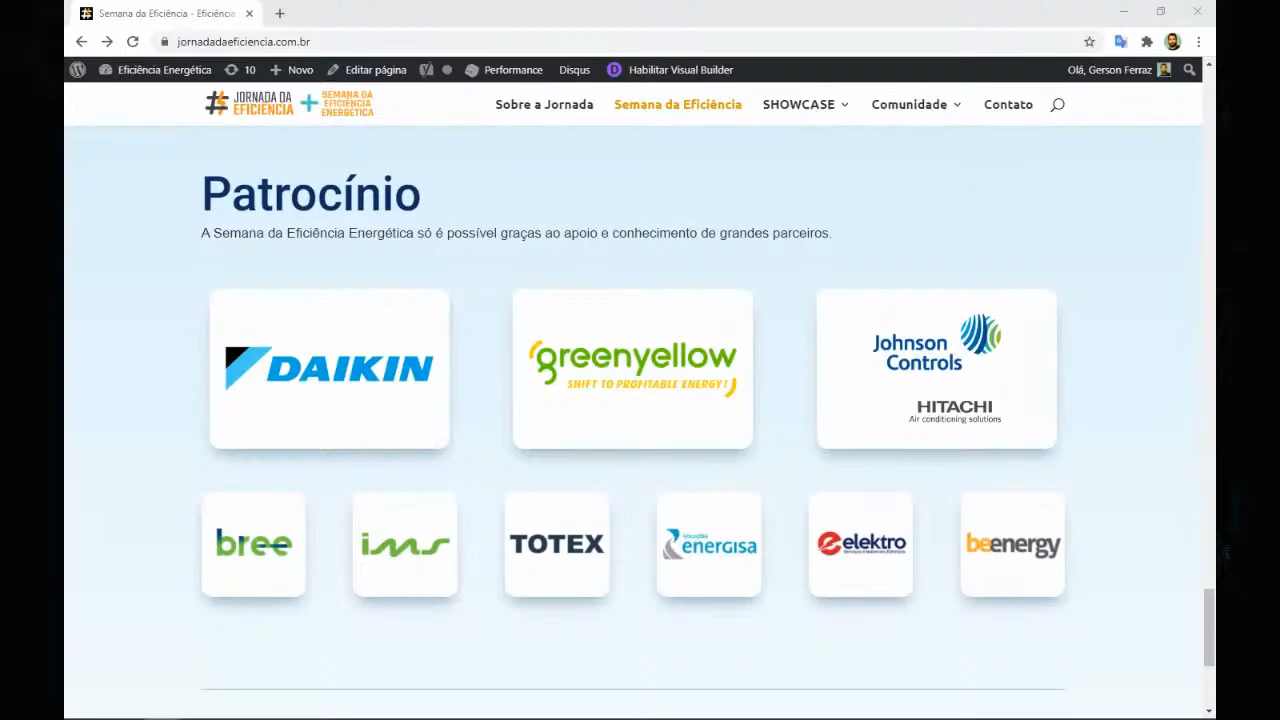 Semana da Eficiência - Eficiênci
jornadadaeficiencia.com.br
Eficiência Energética 10 Novo Editar página Performance Disqus Habilitar Visual Builder Olá, Gerson Ferraz
JORNADA DA EFICIÊNCIA + SEMANA DA EFICIÊNCIA ENERGÉTICA
Sobre a Jornada Semana da Eficiência SHOWCASE Comunidade Contato
Patrocínio
A Semana da Eficiência Energética só é possível graças ao apoio e conhecimento de grandes parceiros.
DAIKIN
greenyellow
SHIFT TO PROFITABLE ENERGY!
Johnson
Controls
HITACHI
Air conditioning solutions
bree
ims
TOTEX
energisa
elektro
beenergy